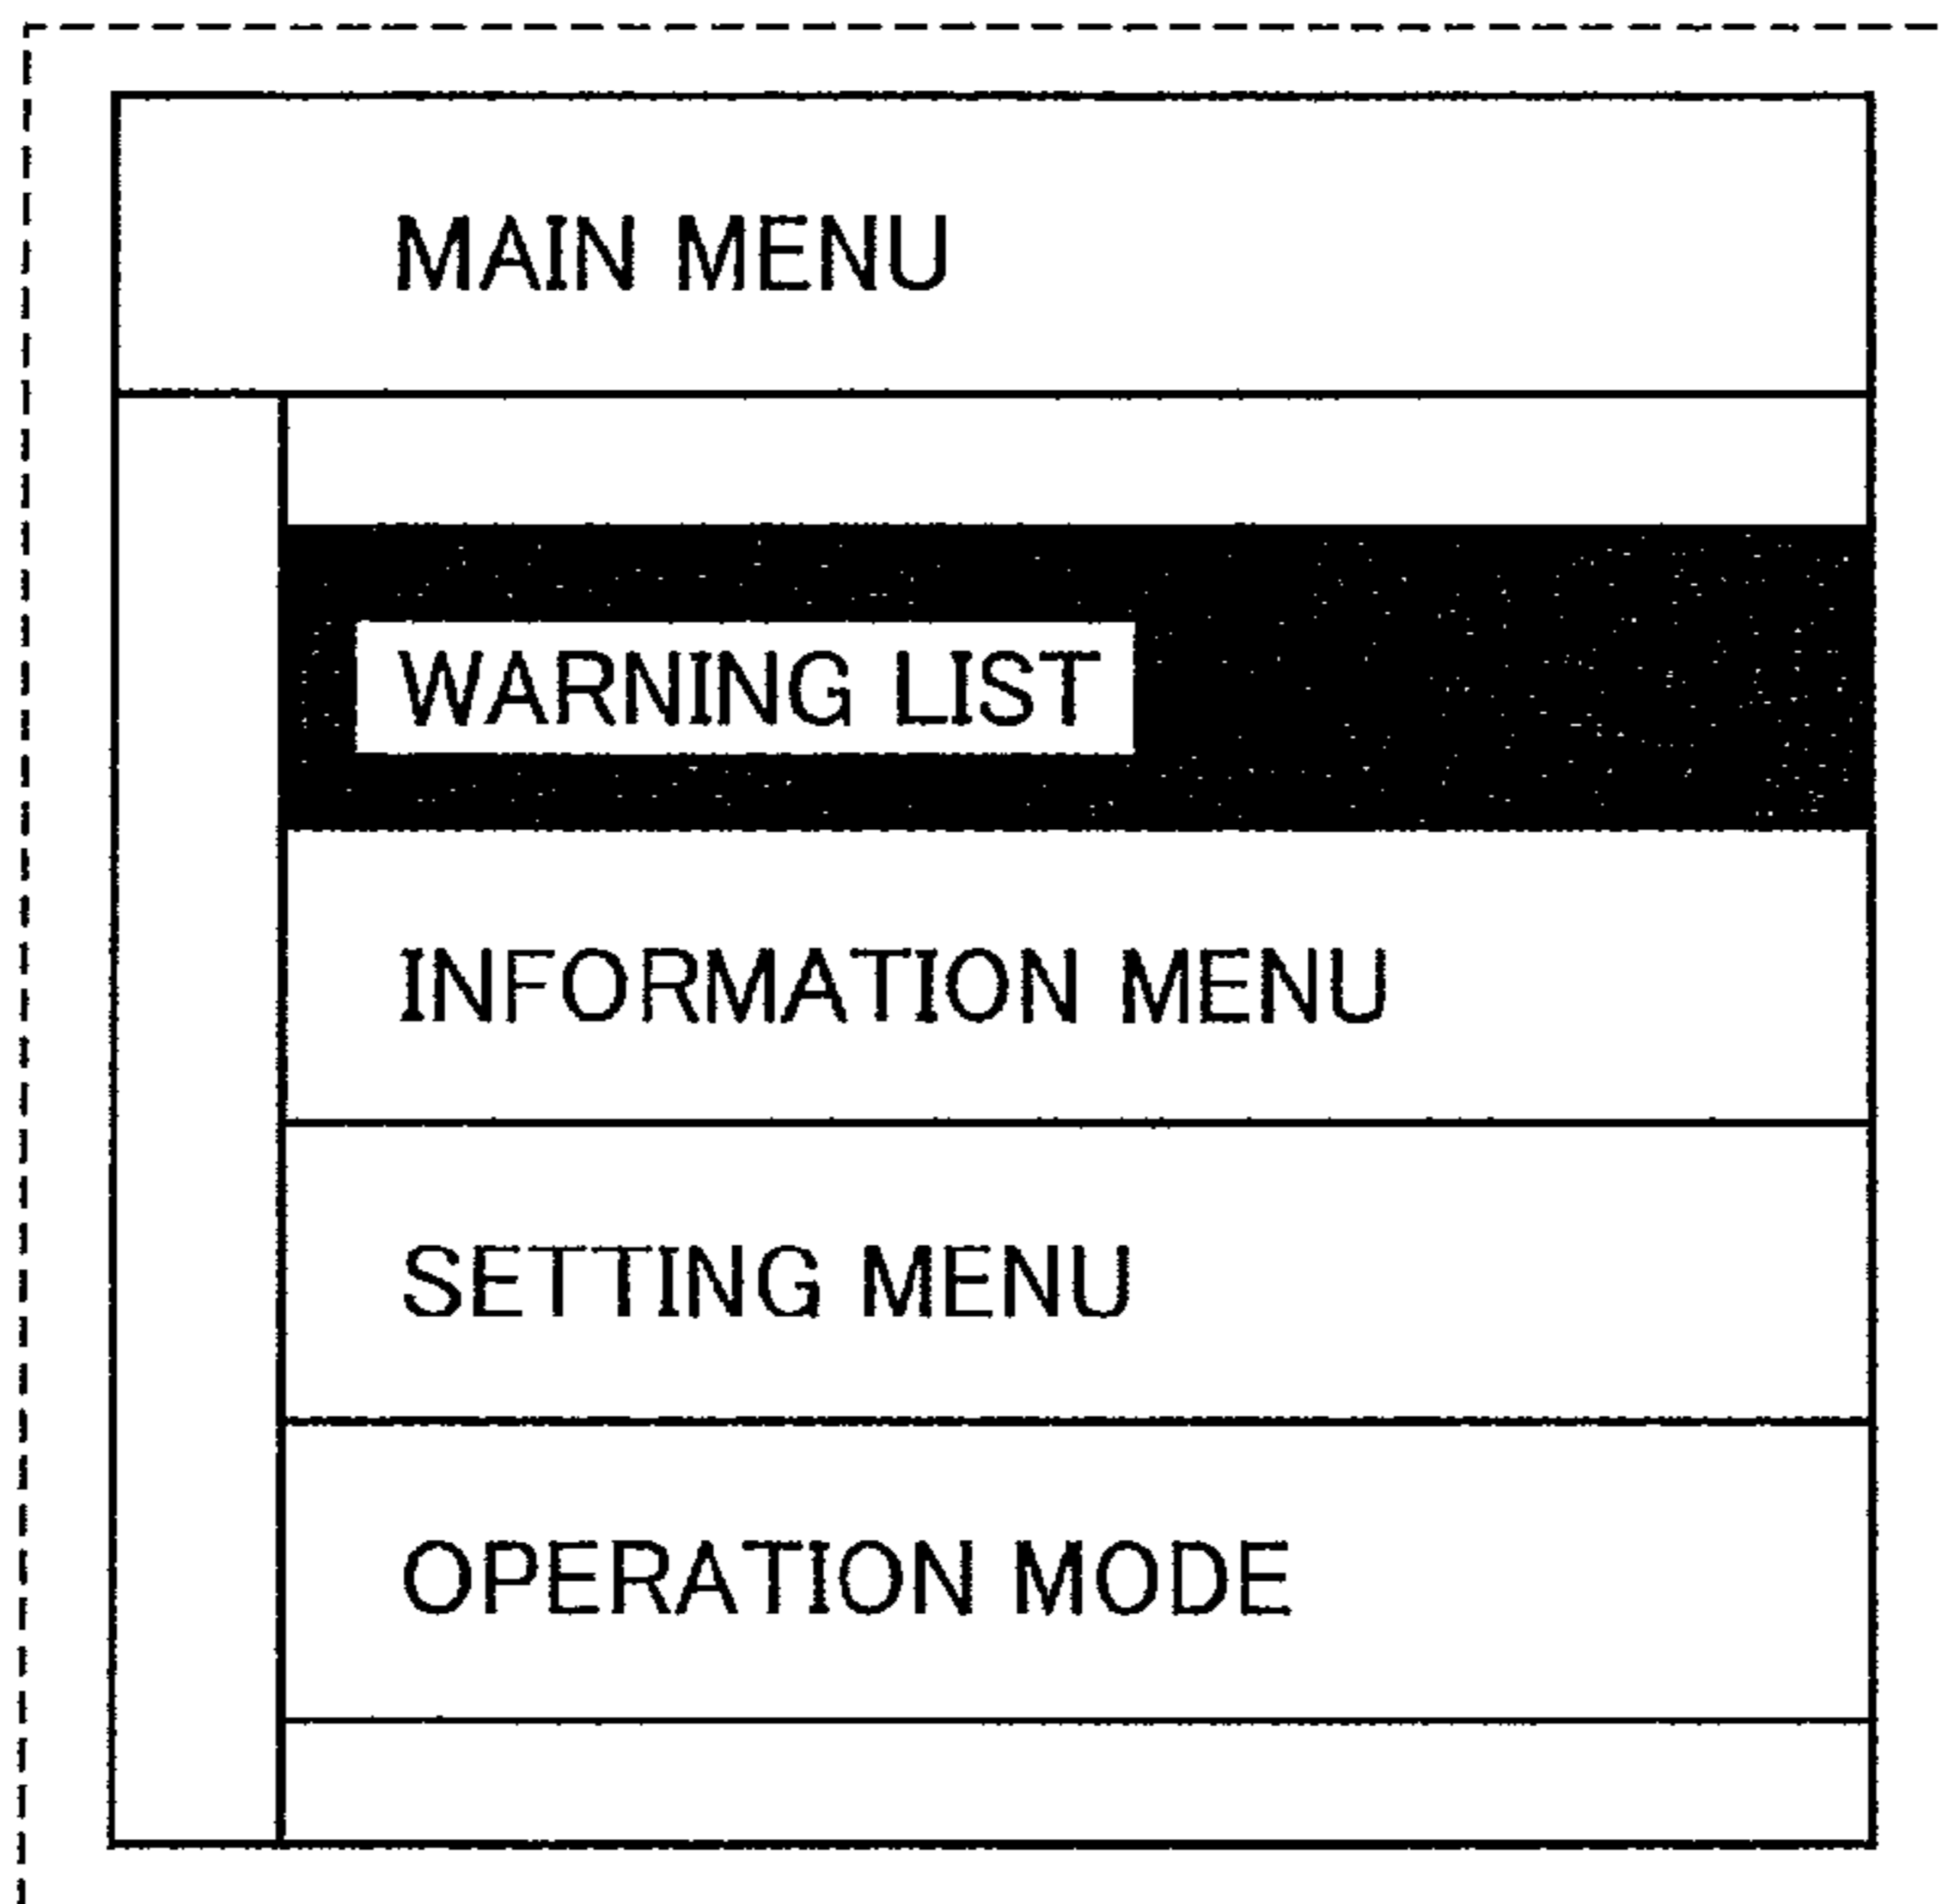 MAIN MENU
WARNING LIST
INFORMATION MENU
SETTING MENU
OPERATION MODE